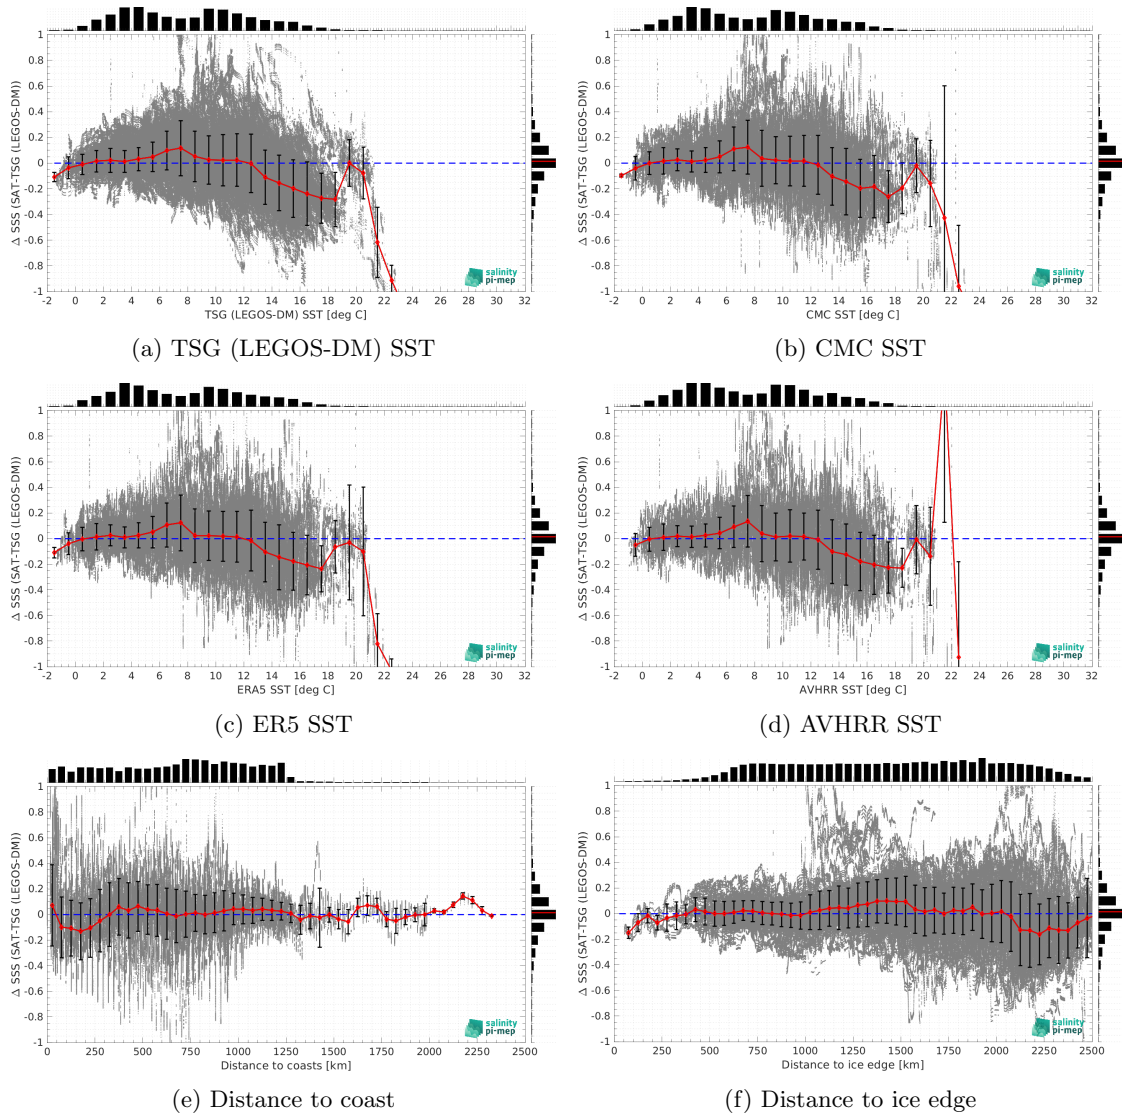 1
0.8
0.6
0.4
0.2
0
-0.2
-0.4
-0.6
-0.8
-1
Δ SSS (SAT-TSG (LEGOS-DM))
salinity
pi-mep
-2 0 2 4 6 8 10 12 14 16 18 20 22 24 26 28 30 32
TSG (LEGOS-DM) SST [deg C]
(a) TSG (LEGOS-DM) SST
1
0.8
0.6
0.4
0.2
0
-0.2
-0.4
-0.6
-0.8
-1
Δ SSS (SAT-TSG (LEGOS-DM))
salinity
pi-mep
-2 0 2 4 6 8 10 12 14 16 18 20 22 24 26 28 30 32
CMC SST [deg C]
(b) CMC SST
1
0.8
0.6
0.4
0.2
0
-0.2
-0.4
-0.6
-0.8
-1
Δ SSS (SAT-TSG (LEGOS-DM))
salinity
pi-mep
-2 0 2 4 6 8 10 12 14 16 18 20 22 24 26 28 30 32
ERA5 SST [deg C]
(c) ER5 SST
1
0.8
0.6
0.4
0.2
0
-0.2
-0.4
-0.6
-0.8
-1
Δ SSS (SAT-TSG (LEGOS-DM))
salinity
pi-mep
-2 0 2 4 6 8 10 12 14 16 18 20 22 24 26 28 30 32
AVHRR SST [deg C]
(d) AVHRR SST
1
0.8
0.6
0.4
0.2
0
-0.2
-0.4
-0.6
-0.8
-1
Δ SSS (SAT-TSG (LEGOS-DM))
salinity
pi-mep
0 250 500 750 1000 1250 1500 1750 2000 2250 2500
Distance to coasts [km]
(e) Distance to coast
1
0.8
0.6
0.4
0.2
0
-0.2
-0.4
-0.6
-0.8
-1
Δ SSS (SAT-TSG (LEGOS-DM))
salinity
pi-mep
0 250 500 750 1000 1250 1500 1750 2000 2250 2500
Distance to ice edge [km]
(f) Distance to ice edge